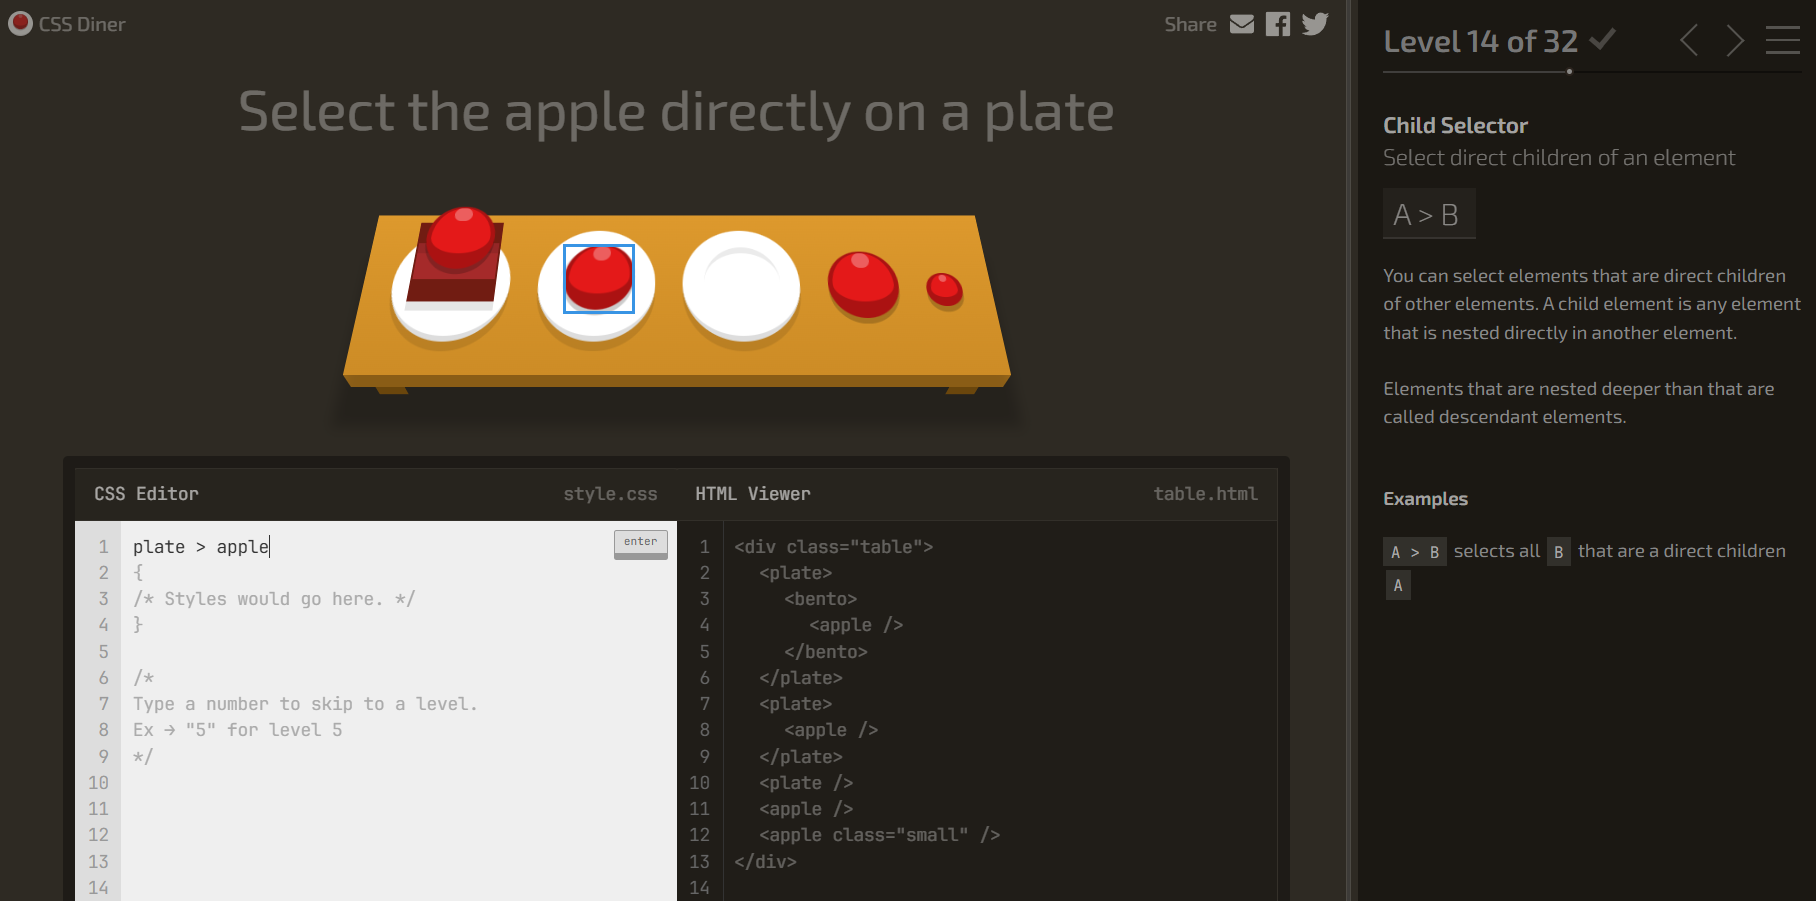 CSS Diner
Share
Select the apple directly on a plate
CSS Editor style.css
1 plate > apple
enter
2 {
3 /* Styles would go here. */
4 }
5
6 /*
7 Type a number to skip to a level.
8 Ex → "5" for level 5
9 */
10
11
12
13
14
HTML Viewer table.html
1 <div class="table">
2 <plate>
3 <bento>
4 <apple />
5 </bento>
6 </plate>
7 <plate>
8 <apple />
9 </plate>
10 <plate />
11 <apple />
12 <apple class="small" />
13 </div>
14
Level 14 of 32
Child Selector
Select direct children of an element
A > B
You can select elements that are direct children
of other elements. A child element is any element
that is nested directly in another element.
Elements that are nested deeper than that are
called descendant elements.
Examples
A > B selects all B that are a direct children
A